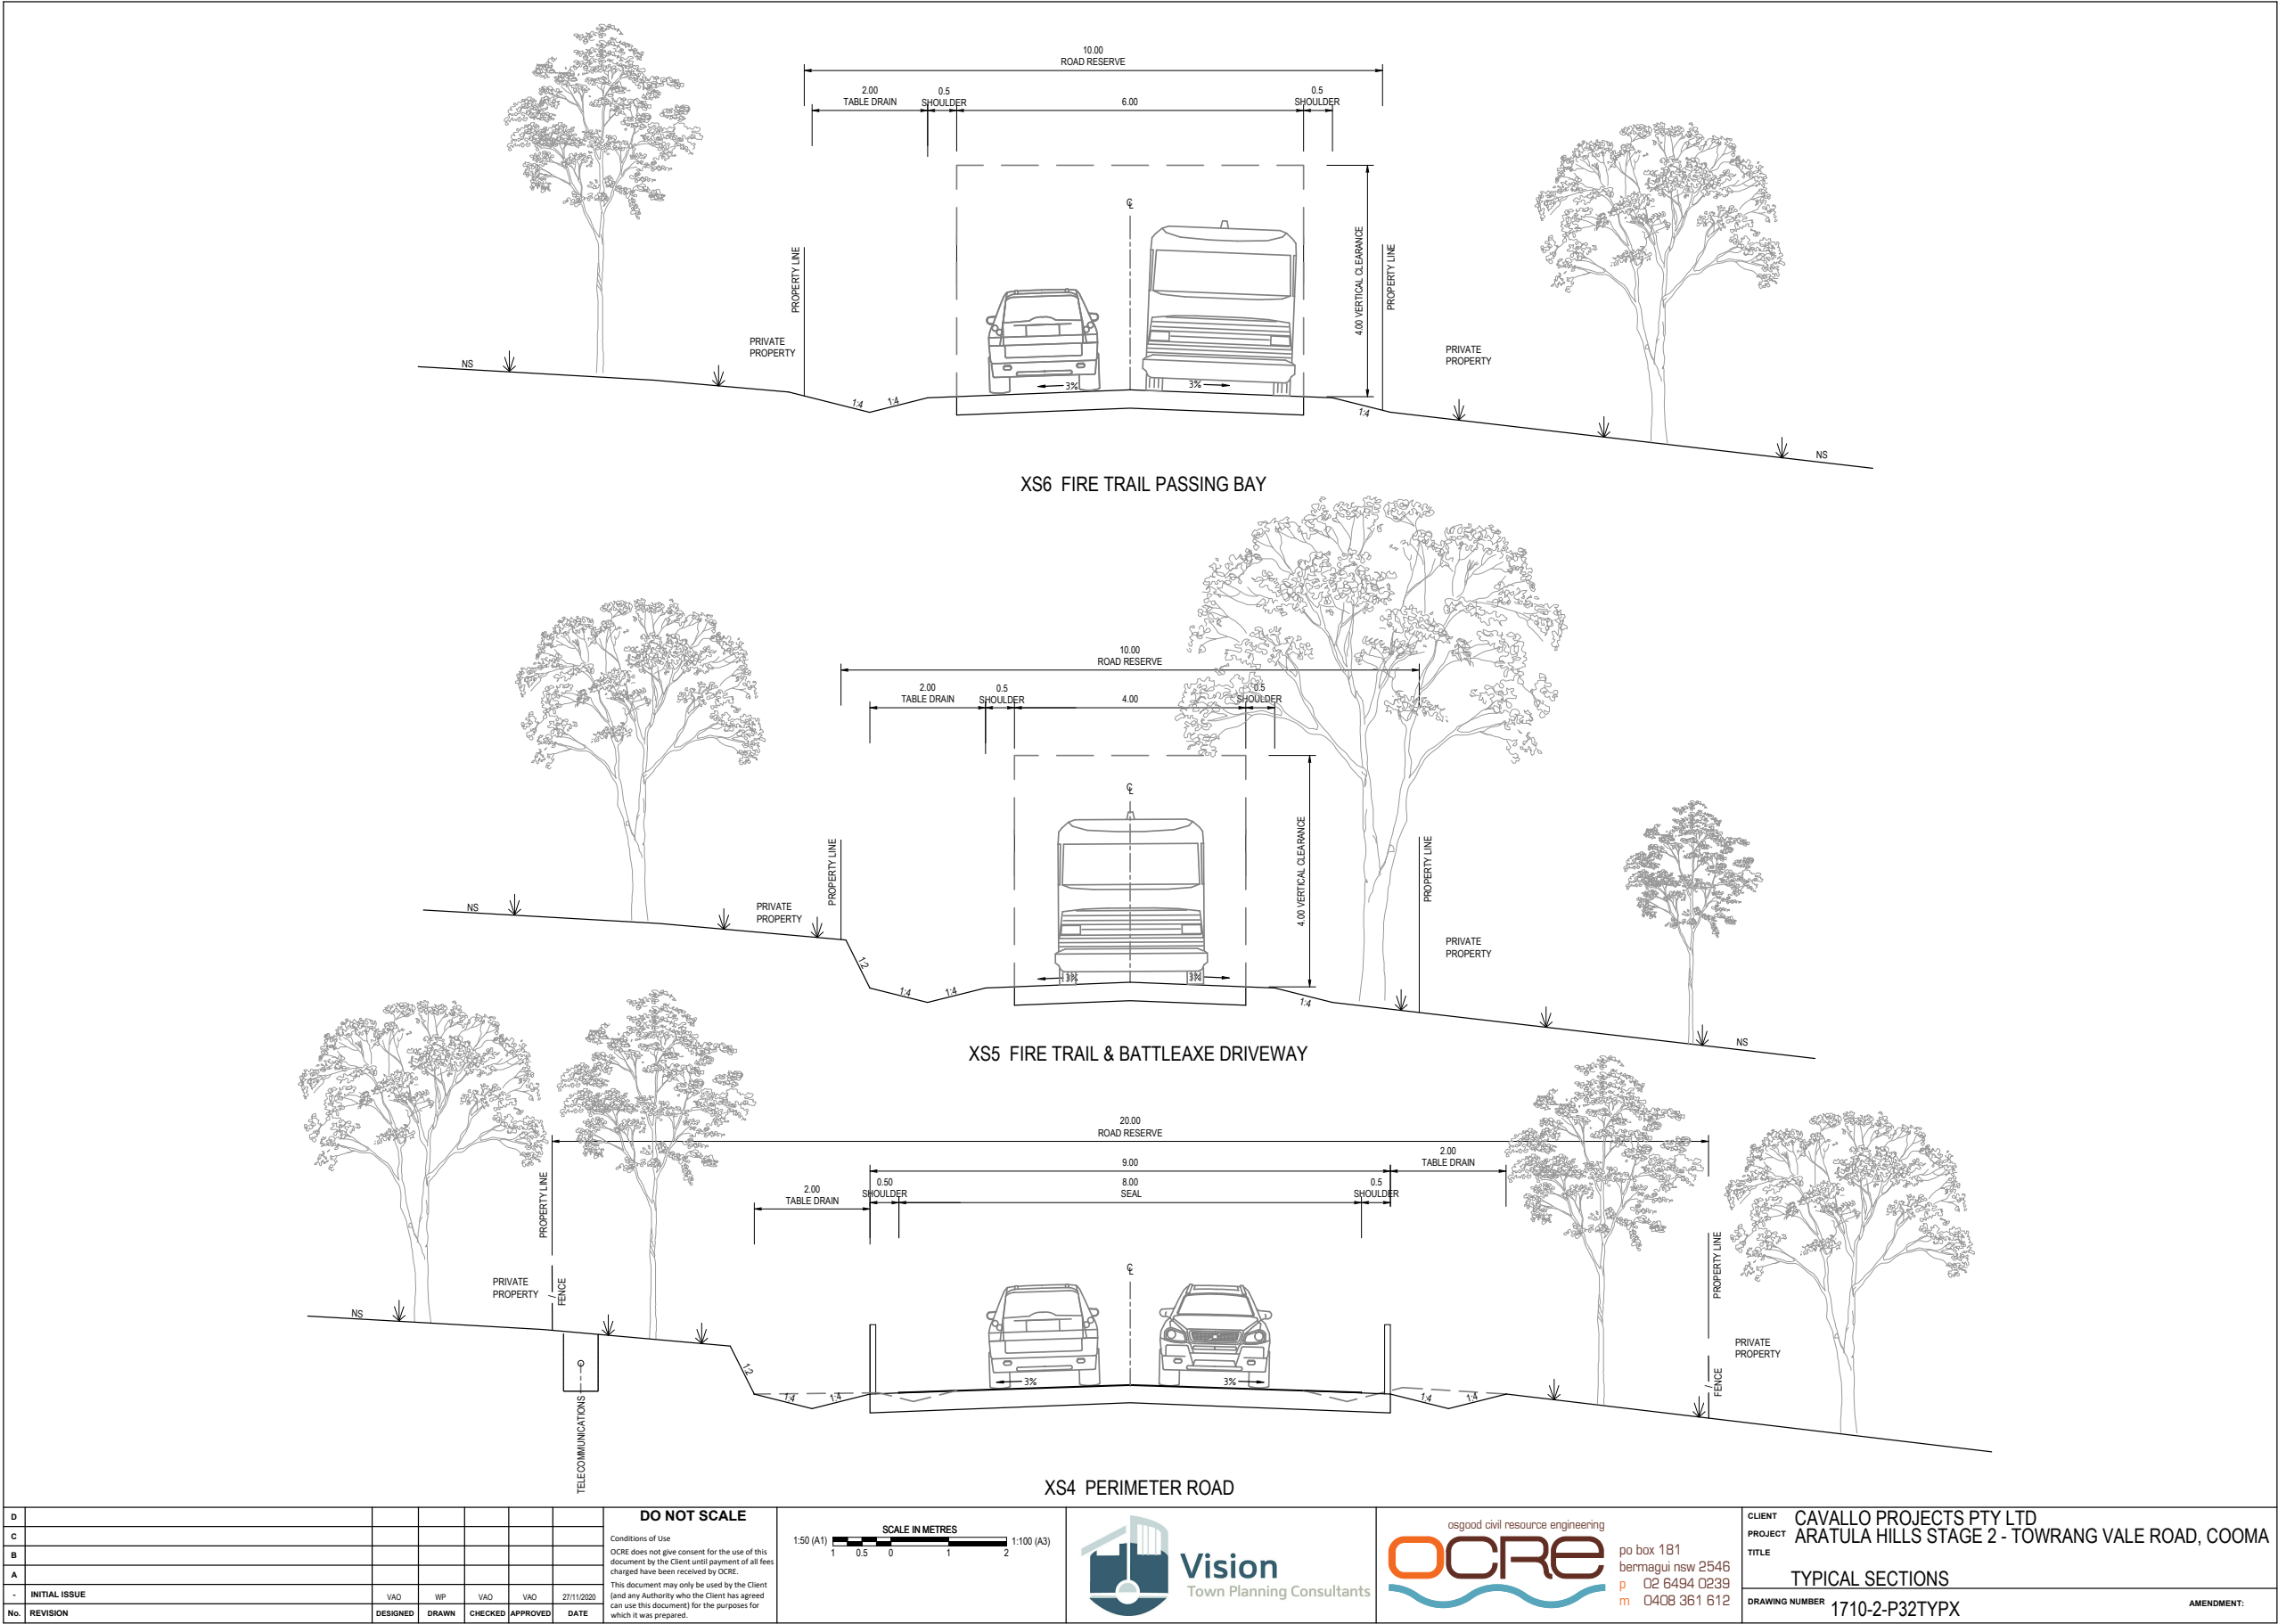 10.00
ROAD RESERVE
2.00
TABLE DRAIN
0.5
SHOULDER
6.00
0.5
SHOULDER
CL
PROPERTY LINE
4.00 VERTICAL CLEARANCE
PROPERTY LINE
PRIVATE
PROPERTY
PRIVATE
PROPERTY
NS
3%
3%
1:4
1:4
1:4
NS
XS6 FIRE TRAIL PASSING BAY
10.00
ROAD RESERVE
2.00
TABLE DRAIN
0.5
SHOULDER
4.00
0.5
SHOULDER
CL
PROPERTY LINE
4.00 VERTICAL CLEARANCE
PROPERTY LINE
NS
PRIVATE
PROPERTY
PRIVATE
PROPERTY
1:2
3%
3%
1:4
1:4
1:4
NS
XS5 FIRE TRAIL & BATTLEAXE DRIVEWAY
20.00
ROAD RESERVE
2.00
TABLE DRAIN
9.00
2.00
TABLE DRAIN
0.50
SHOULDER
8.00
SEAL
0.5
SHOULDER
PROPERTY LINE
PROPERTY LINE
CL
PRIVATE
PROPERTY
/ FENCE
NS
PRIVATE
PROPERTY
/ FENCE
1:2
3%
3%
1:4
1:4
1:4
1:4
TELECOMMUNICATIONS
XS4 PERIMETER ROAD
D
C
B
A
- INITIAL ISSUE VAO WP VAO VAO 27/11/2020
No. REVISION DESIGNED DRAWN CHECKED APPROVED DATE
DO NOT SCALE
Conditions of Use
OCRE does not give consent for the use of this
document by the Client until payment of all fees
charged have been received by OCRE.
This document may only be used by the Client
(and any Authority who the Client has agreed
can use this document) for the purposes for
which it was prepared.
SCALE IN METRES
1:50 (A1) 1:100 (A3)
1 0.5 0 1 2
Vision
Town Planning Consultants
osgood civil resource engineering
OCRE
po box 181
bermagui nsw 2546
p 02 6494 0239
m 0408 361 612
CLIENT CAVALLO PROJECTS PTY LTD
PROJECT ARATULA HILLS STAGE 2 - TOWRANG VALE ROAD, COOMA
TITLE
TYPICAL SECTIONS
DRAWING NUMBER 1710-2-P32TYPX
AMENDMENT: